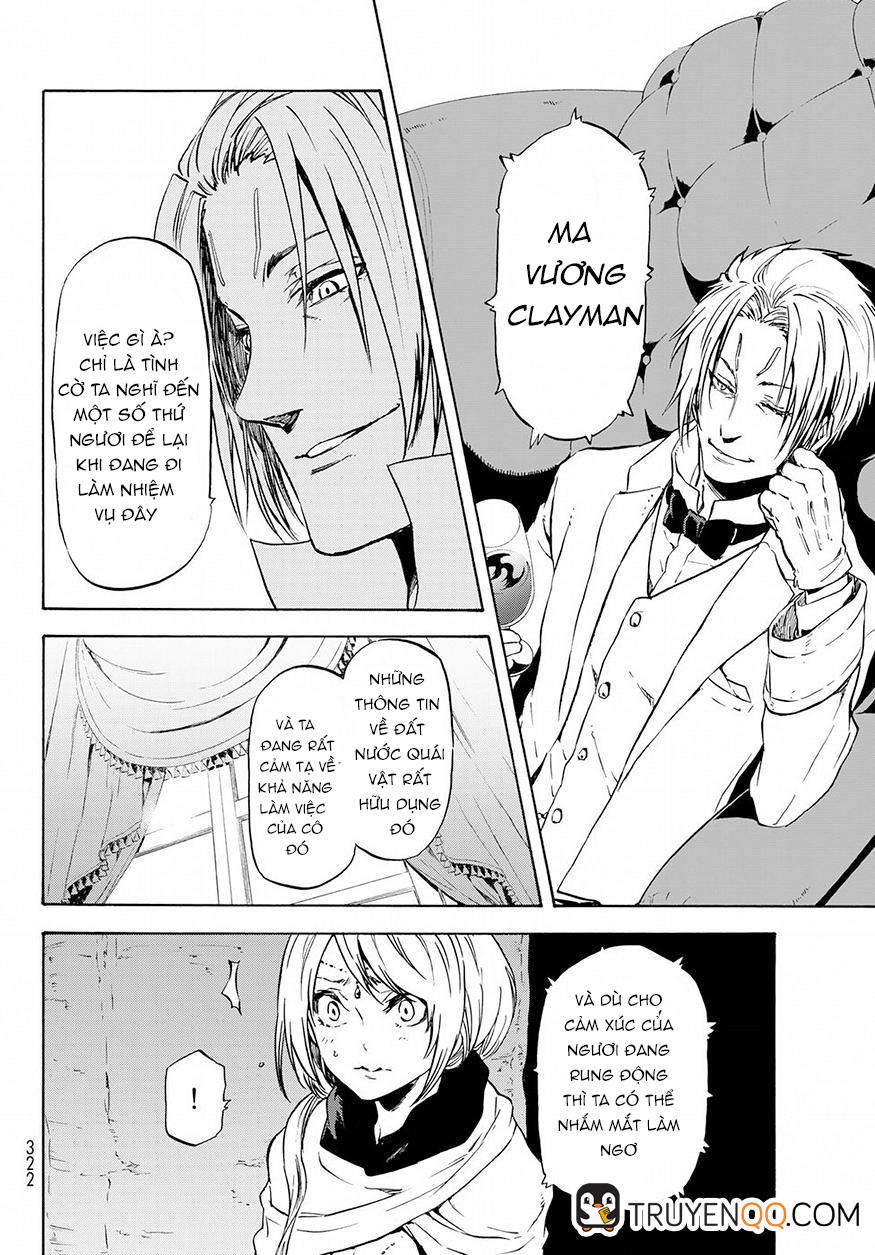 MA
VƯƠNG
CLAYMAN
VIỆC GÌ À?
CHỈ LÀ TÌNH
CỜ TA NGHĨ ĐẾN
MỘT SỐ THỨ
NGƯƠI ĐỂ LẠI
KHI ĐANG ĐI
LÀM NHIỆM
VỤ ĐÂY
NHỮNG
THÔNG TIN
VỀ ĐẤT
NƯỚC QUÁI
VẬT RẤT
HỮU DỤNG
ĐÓ
VÀ TA
ĐANG RẤT
CẢM TẠ VỀ
KHẢ NĂNG
LÀM VIỆC
CỦA CÔ
ĐÓ
VÀ DÙ CHO
CẢM XÚC CỦA
NGƯƠI ĐANG
RUNG ĐỘNG
THÌ TA CÓ THỂ
NHẮM MẮT LÀM
NGƠ
!
322
TRUYENQQ.COM